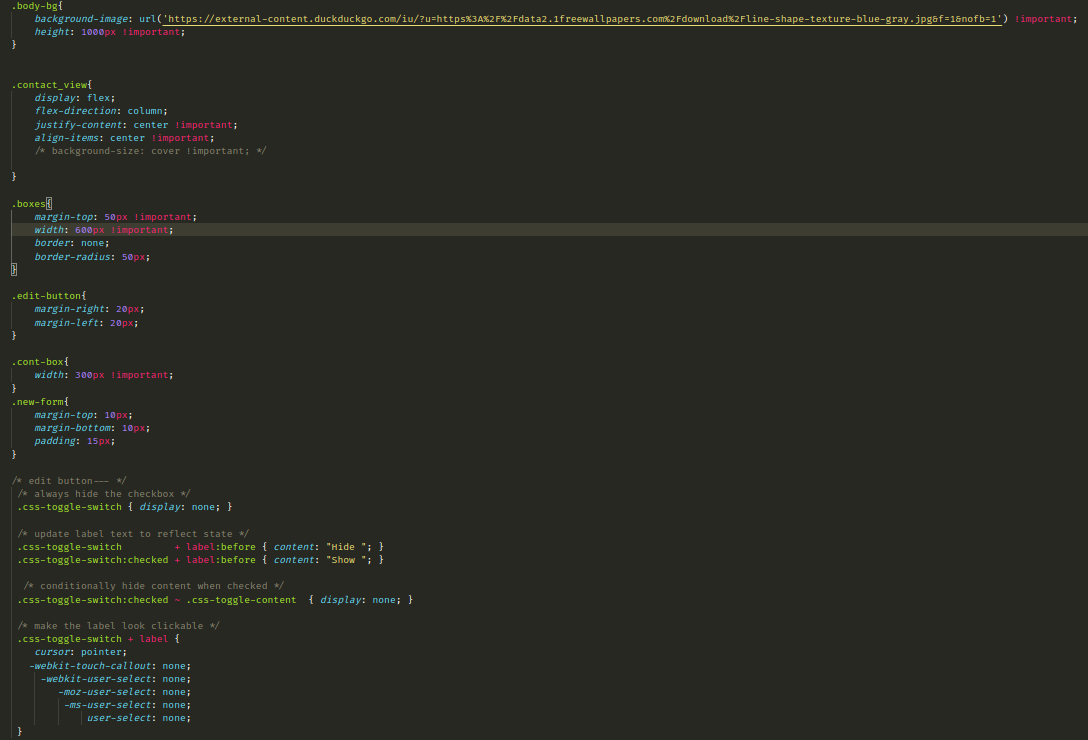 .body-bg{
    background-image: url('https://external-content.duckduckgo.com/iu/?u=https%3A%2F%2Fdata2.1freewallpapers.com%2Fdownload%2Fline-shape-texture-blue-gray.jpg&f=1&nofb=1') !important;
    height: 1000px !important;
}
.contact_view{
    display: flex;
    flex-direction: column;
    justify-content: center !important;
    align-items: center !important;
    /* background-size: cover !important; */
}
.boxes{
    margin-top: 50px !important;
    width: 600px !important;
    border: none;
    border-radius: 50px;
}
.edit-button{
    margin-right: 20px;
    margin-left: 20px;
}
.cont-box{
    width: 300px !important;
}
.new-form{
    margin-top: 10px;
    margin-bottom: 10px;
    padding: 15px;
}
/* edit button--- */
 /* always hide the checkbox */
 .css-toggle-switch { display: none; }
 /* update label text to reflect state */
 .css-toggle-switch         + label:before { content: "Hide "; }
 .css-toggle-switch:checked + label:before { content: "Show "; }
  /* conditionally hide content when checked */
 .css-toggle-switch:checked ~ .css-toggle-content  { display: none; }
 /* make the label look clickable */
 .css-toggle-switch + label {
    cursor: pointer;
   -webkit-touch-callout: none;
     -webkit-user-select: none;
        -moz-user-select: none;
         -ms-user-select: none;
             user-select: none;
 }